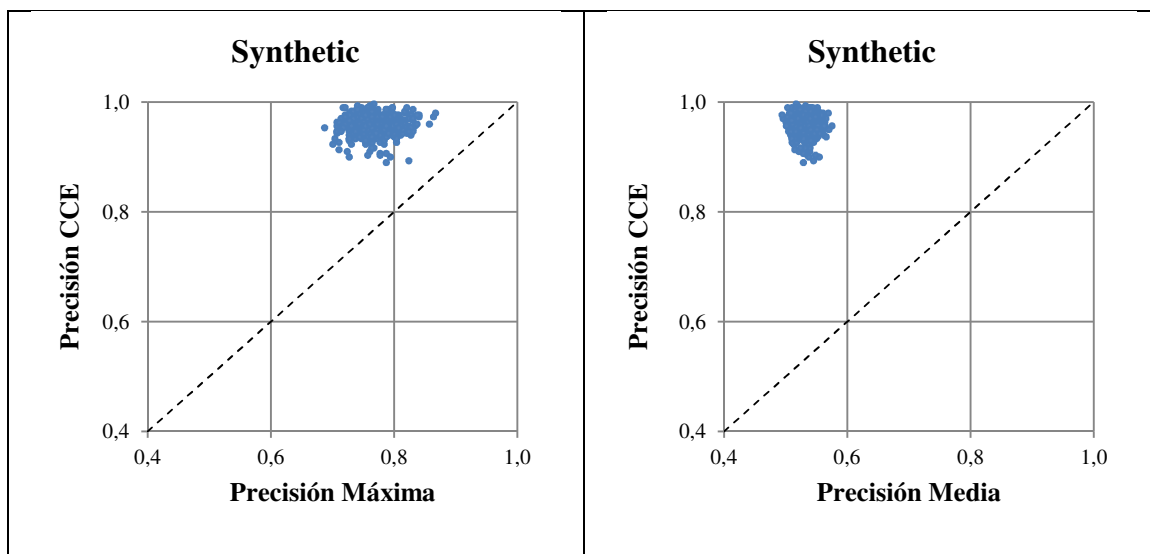 Synthetic
1,0
0,8
0,6
0,4
0,4 0,6 0,8 1,0
Precisión CCE
Precisión Máxima
Synthetic
1,0
0,8
0,6
0,4
0,4 0,6 0,8 1,0
Precisión CCE
Precisión Media